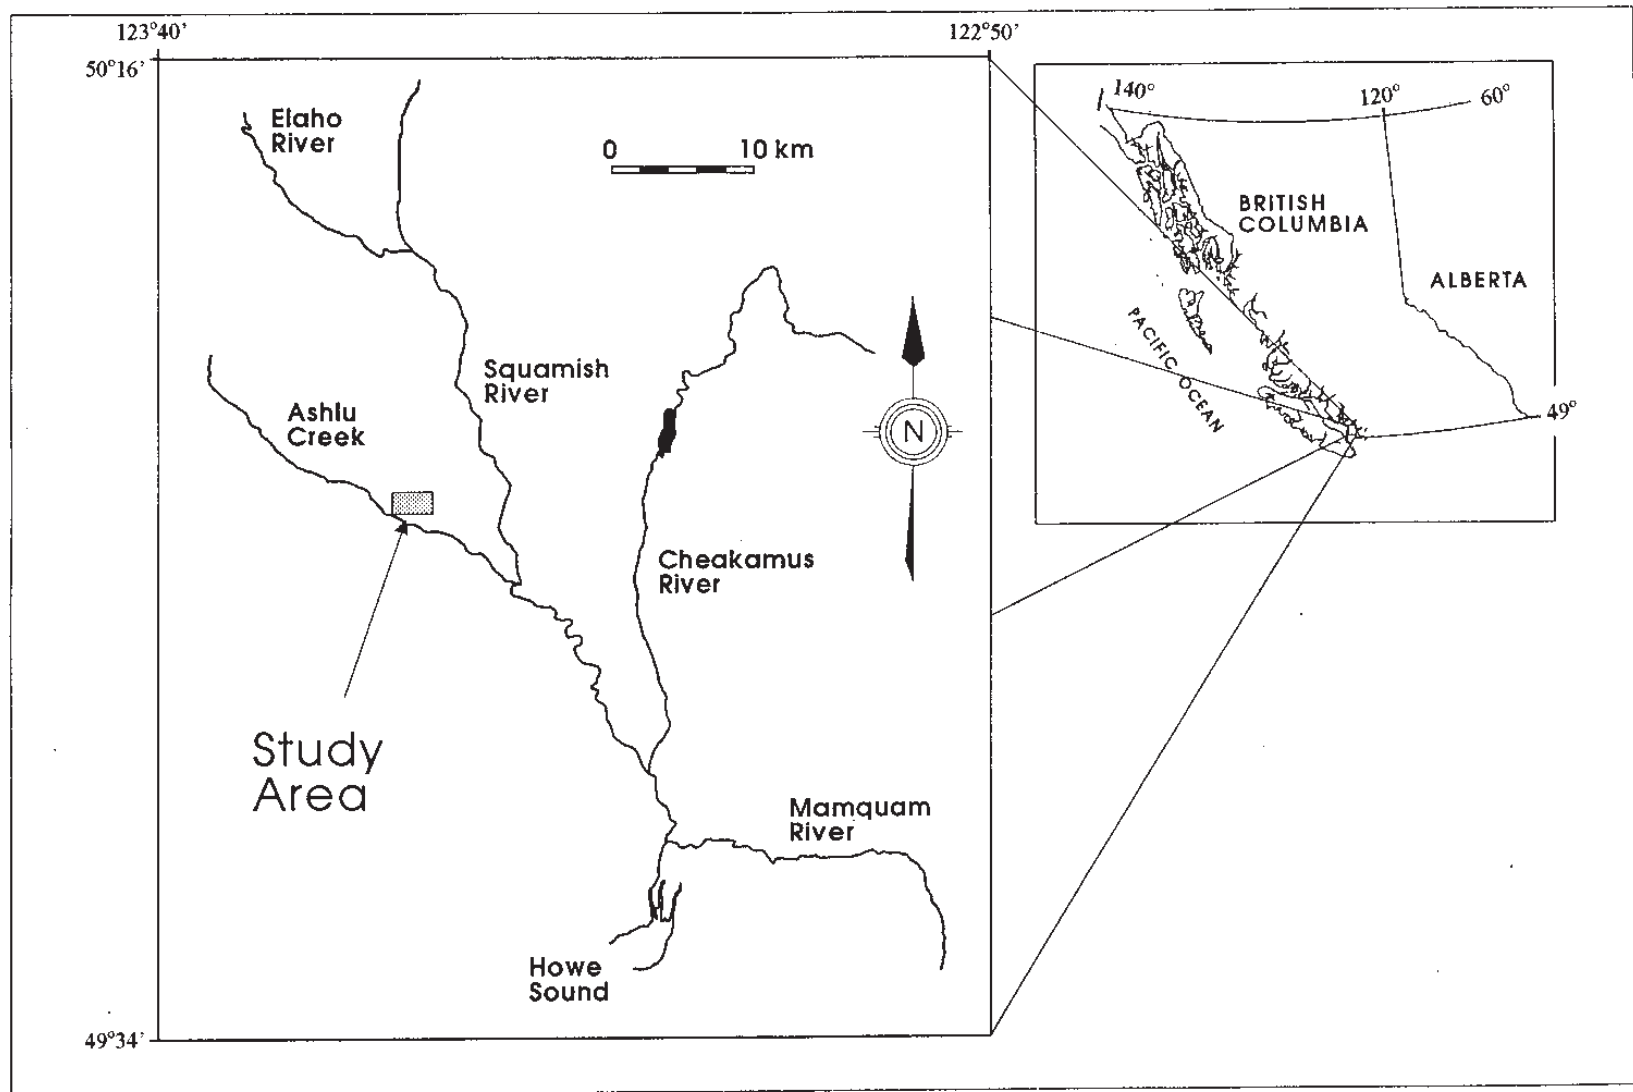 123°40'
122°50'
50°16'
Elaho
River
0 10 km
140°
120°
60°
BRITISH
COLUMBIA
ALBERTA
PACIFIC OCEAN
49°
Squamish
River
Ashlu
Creek
N
Cheakamus
River
Study
Area
Mamquam
River
Howe
Sound
49°34'